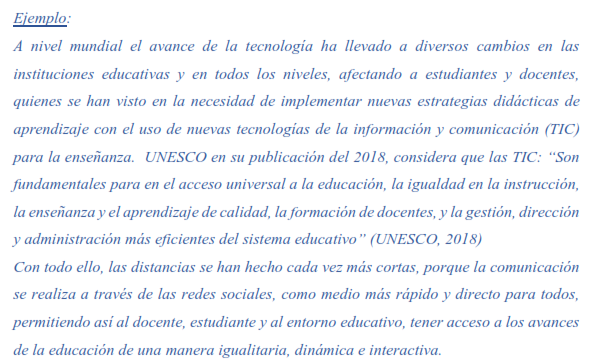 Ejemplo:
A nivel mundial el avance de la tecnología ha llevado a diversos cambios en las
instituciones educativas y en todos los niveles, afectando a estudiantes y docentes,
quienes se han visto en la necesidad de implementar nuevas estrategias didácticas de
aprendizaje con el uso de nuevas tecnologías de la información y comunicación (TIC)
para la enseñanza. UNESCO en su publicación del 2018, considera que las TIC: “Son
fundamentales para en el acceso universal a la educación, la igualdad en la instrucción,
la enseñanza y el aprendizaje de calidad, la formación de docentes, y la gestión, dirección
y administración más eficientes del sistema educativo” (UNESCO, 2018)
Con todo ello, las distancias se han hecho cada vez más cortas, porque la comunicación
se realiza a través de las redes sociales, como medio más rápido y directo para todos,
permitiendo así al docente, estudiante y al entorno educativo, tener acceso a los avances
de la educación de una manera igualitaria, dinámica e interactiva.